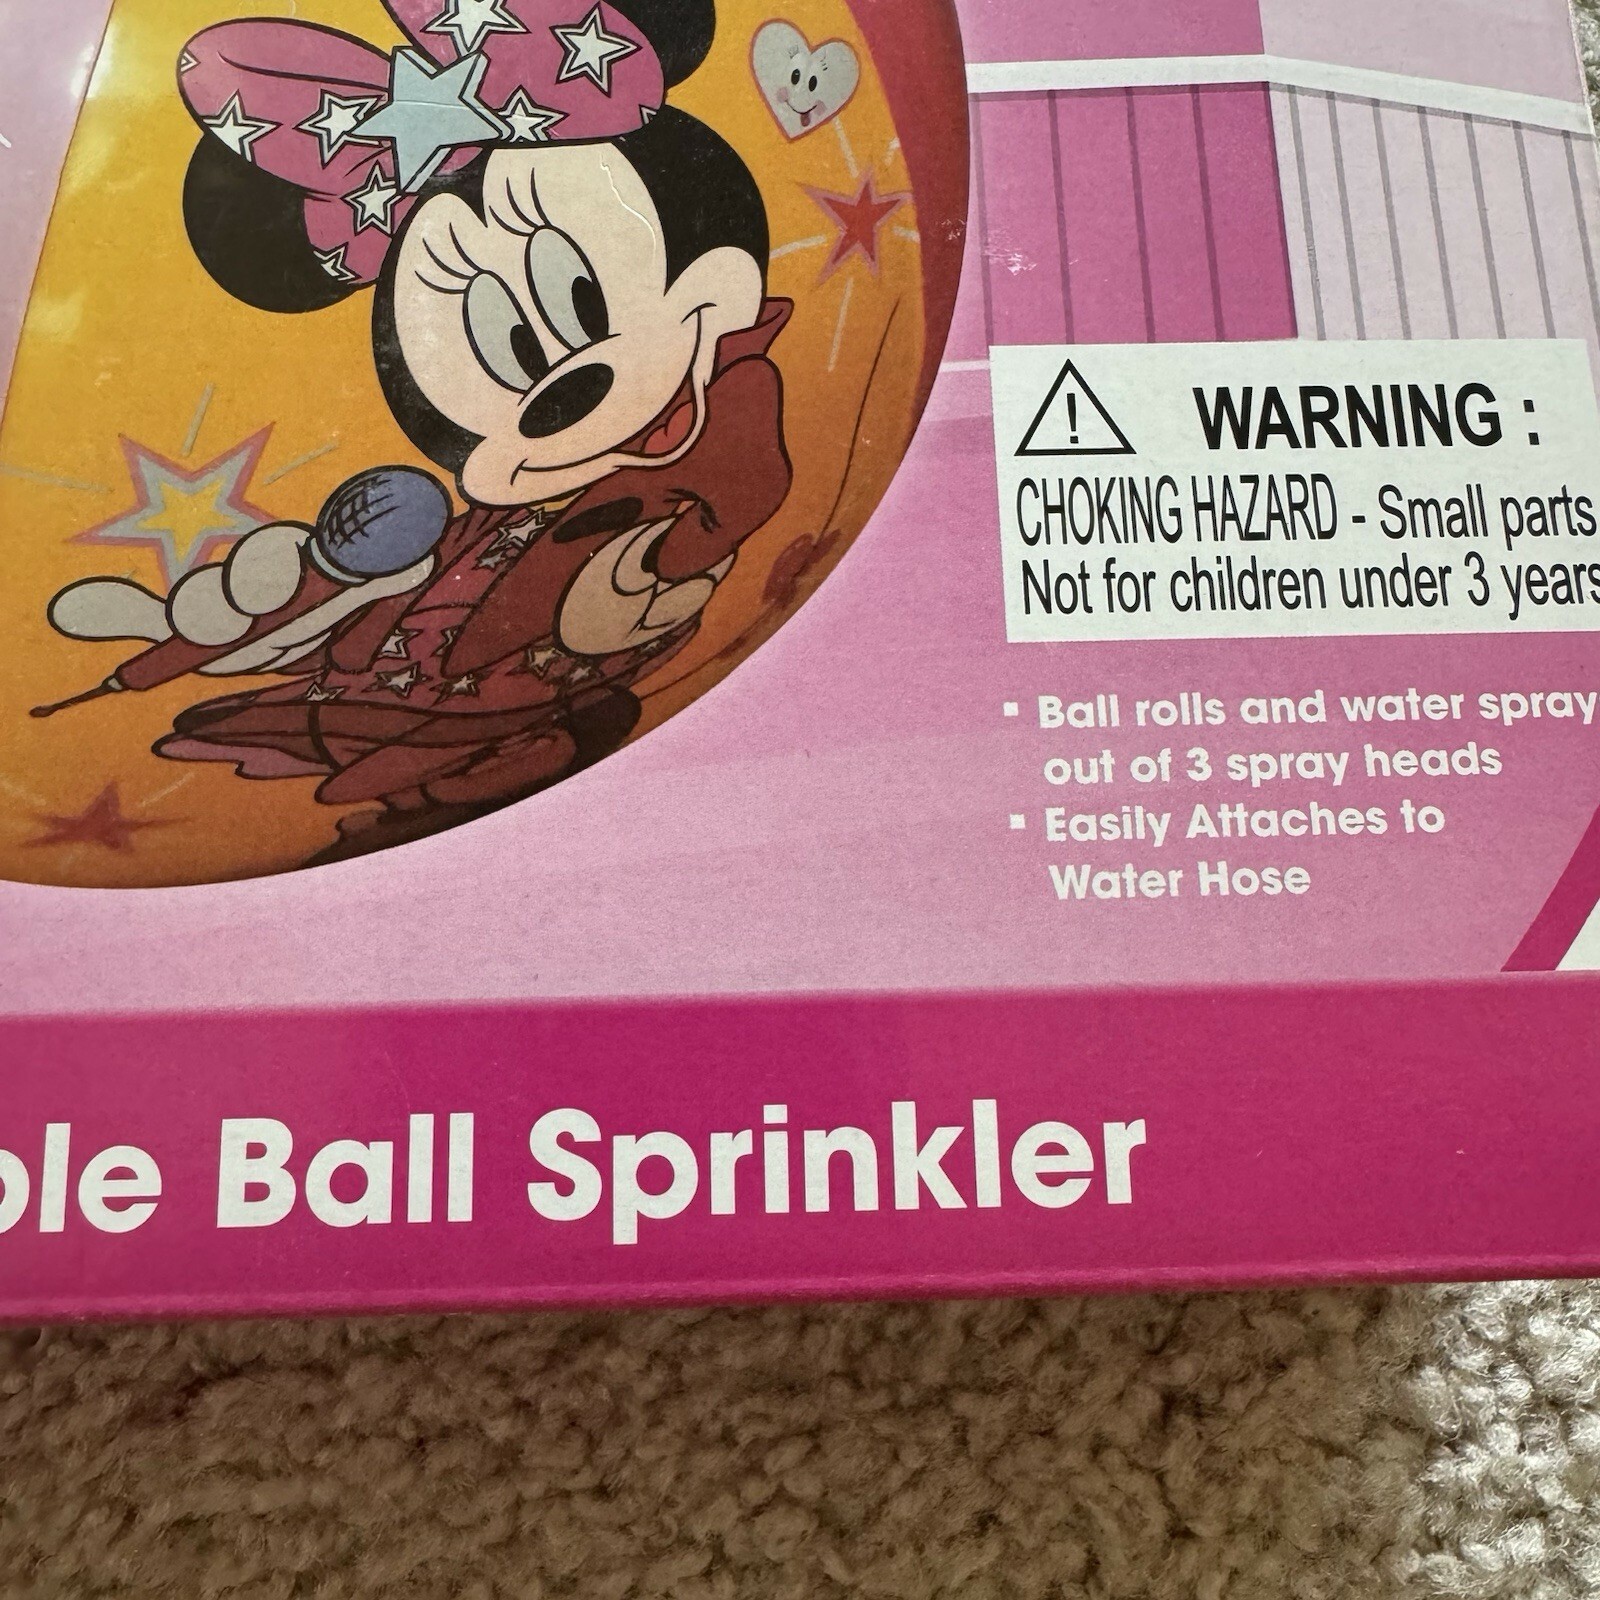 WARNING :
CHOKING HAZARD - Small parts
Not for children under 3 years
▪ Ball rolls and water spray
out of 3 spray heads
▪ Easily Attaches to
Water Hose
ble Ball Sprinkler